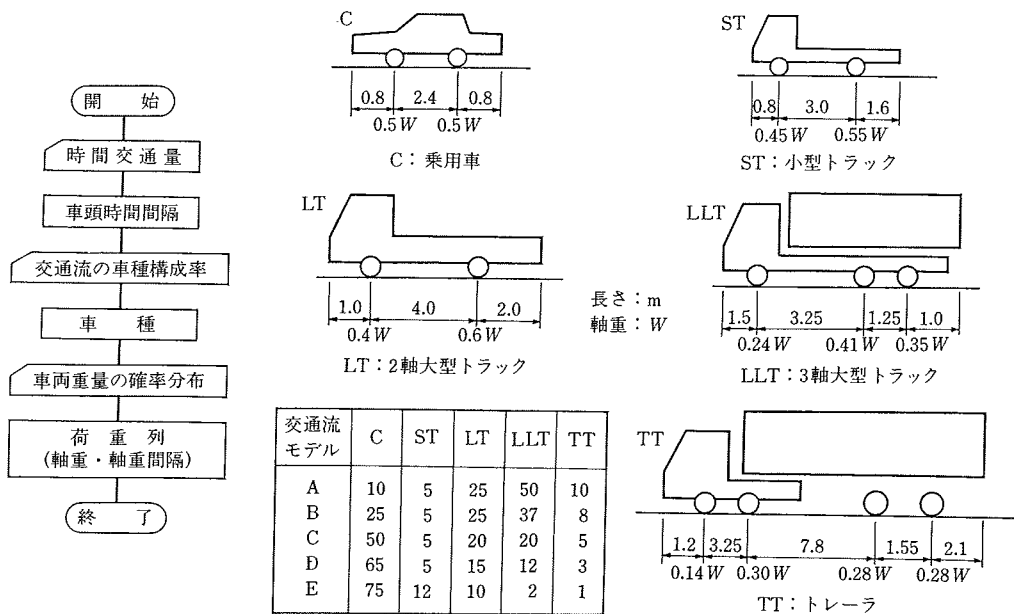 開 始
時 間 交 通 量
車頭時間間隔
交通流の車種構成率
車 種
車両重量の確率分布
荷 重 列
(軸重・軸重間隔)
終 了
C
0.8 2.4 0.8
0.5W 0.5W
C：乗用車
ST
0.8 3.0 1.6
0.45W 0.55W
ST：小型トラック
LT
1.0 4.0 2.0
0.4W 0.6W
LT：2軸大型トラック
長さ：m
軸重：W
LLT
1.5 3.25 1.25 1.0
0.24W 0.41W 0.35W
LLT：3軸大型トラック
交通流
モデル C ST LT LLT TT
A 10 5 25 50 10
B 25 5 25 37 8
C 50 5 20 20 5
D 65 5 15 12 3
E 75 12 10 2 1
TT
1.2 3.25 7.8 1.55 2.1
0.14W 0.30W 0.28W 0.28W
TT：トレーラ